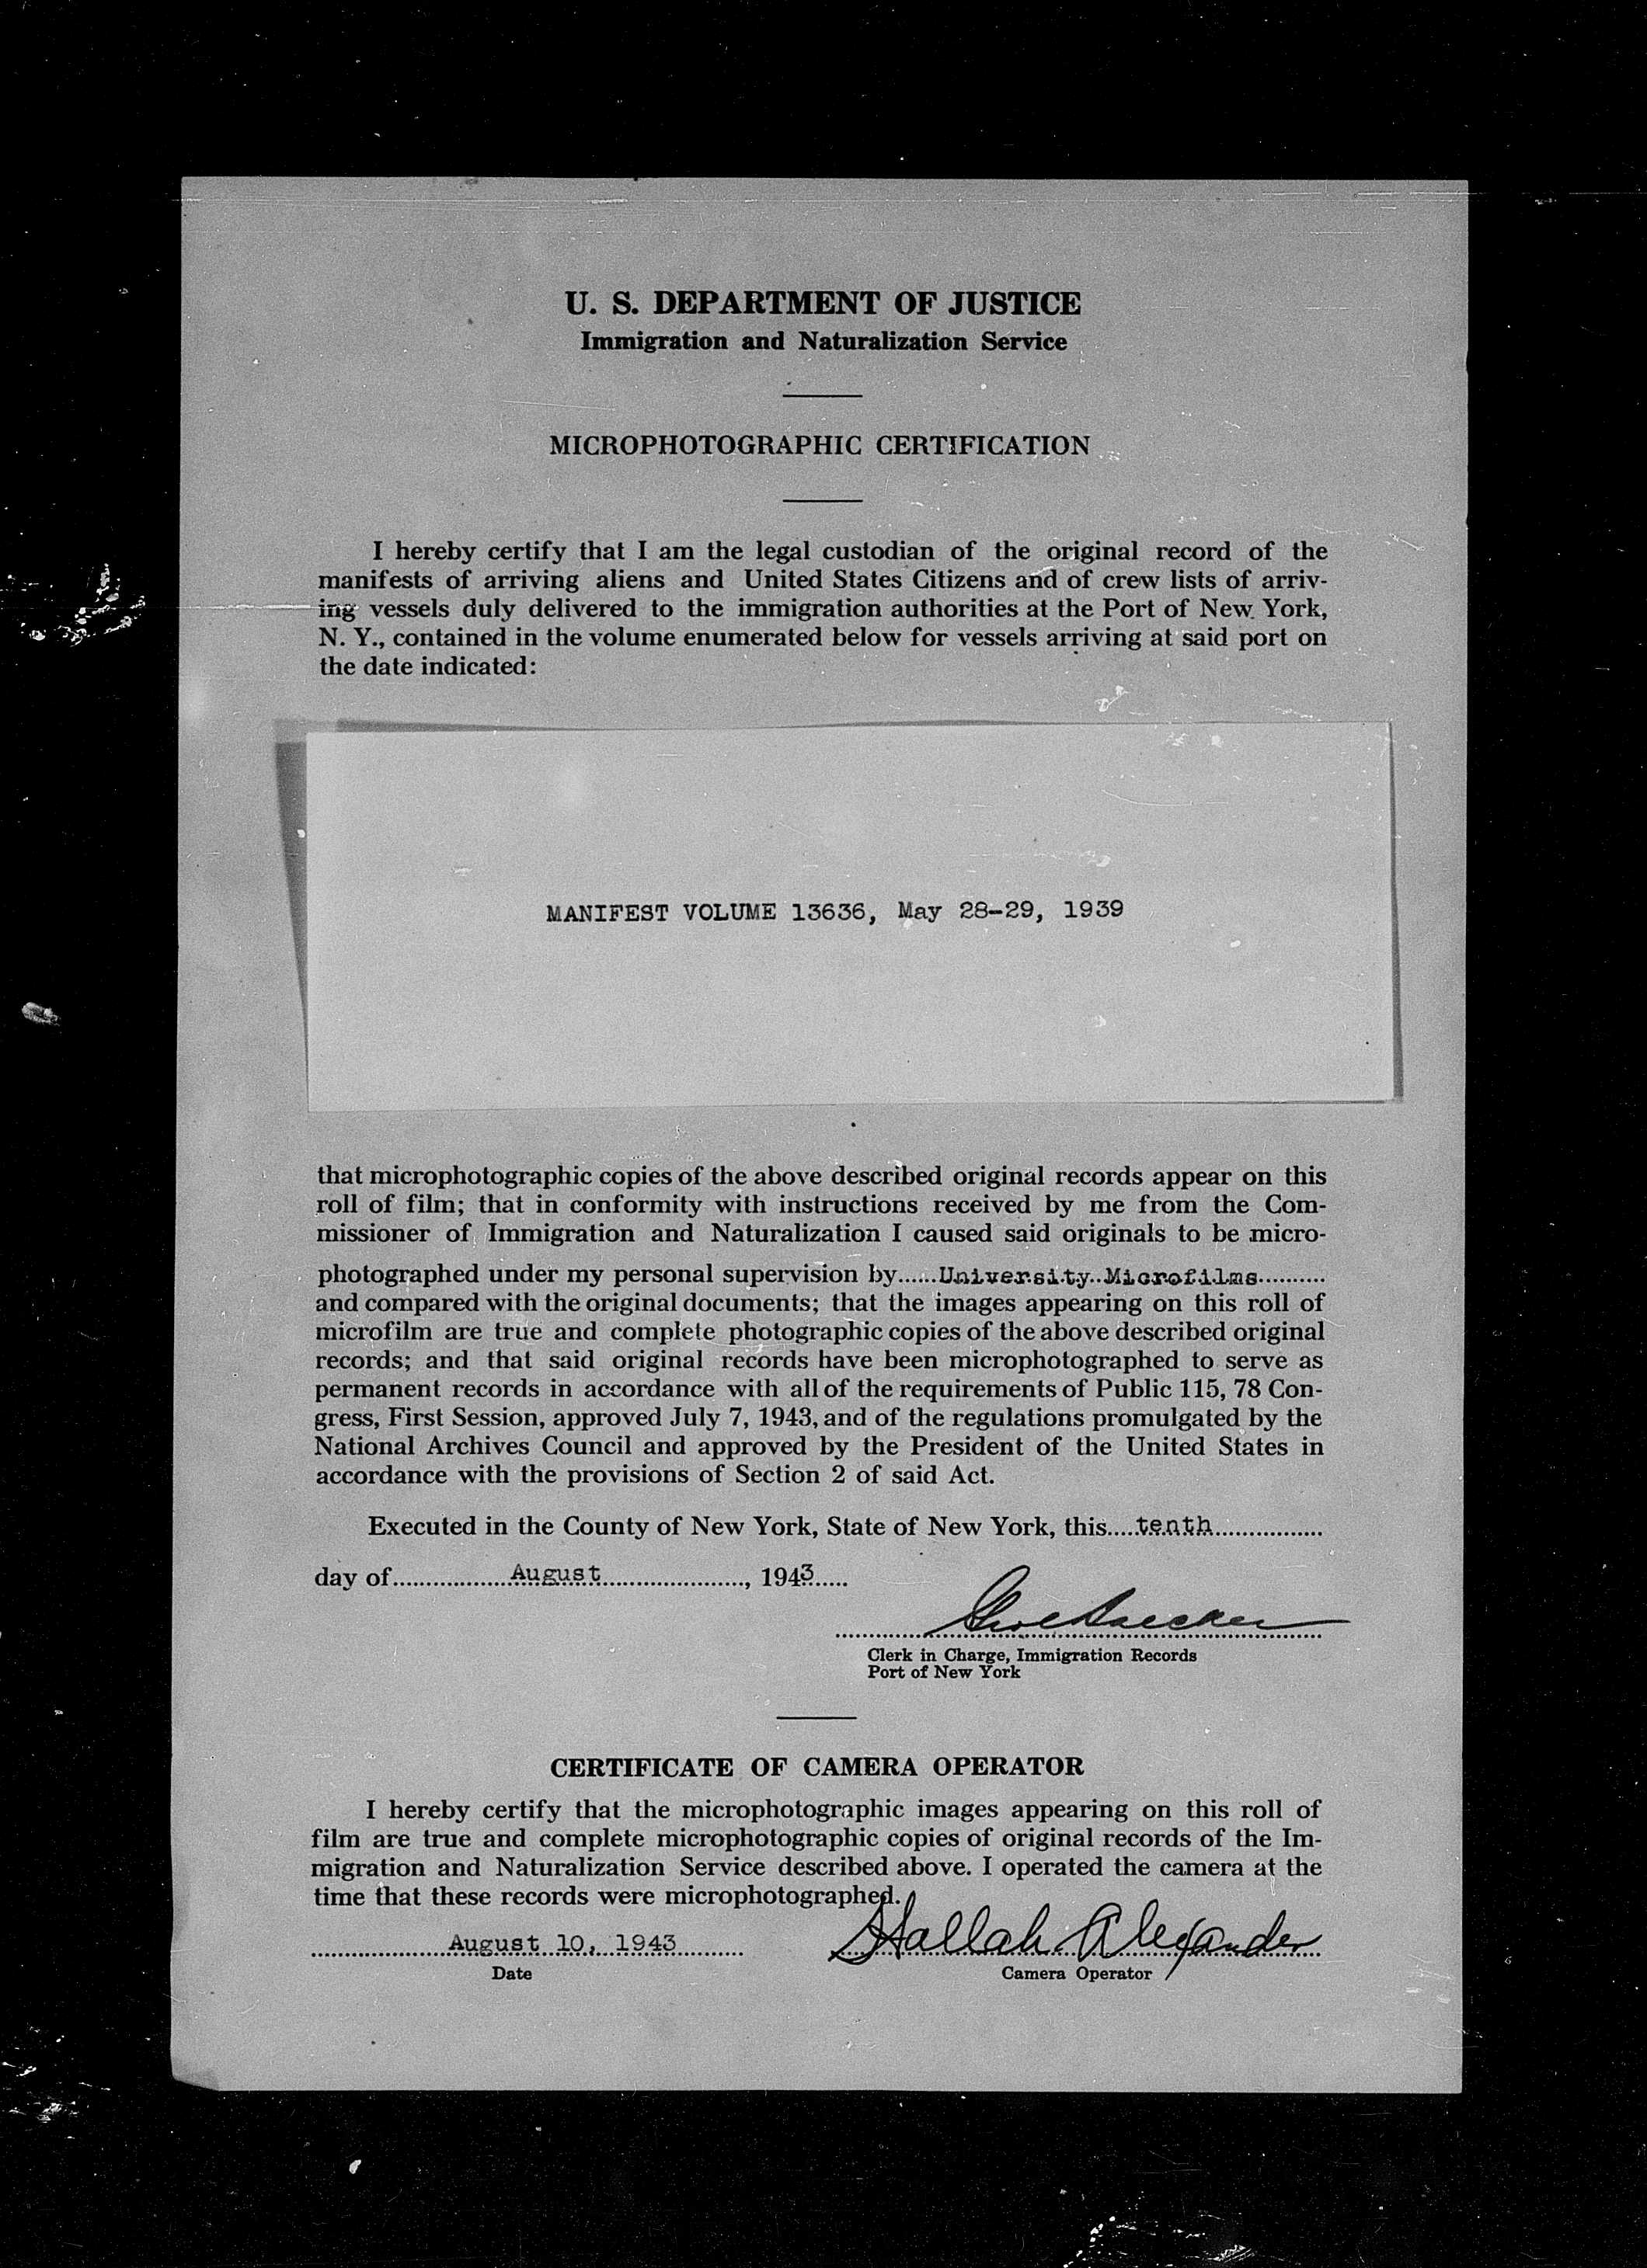 U. S. DEPARTMENT OF JUSTICE
Immigration and Naturalization Service
MICROPHOTOGRAPHIC CERTIFICATION
I hereby certify that I am the legal custodian of the original record of the
manifests of arriving aliens and United States Citizens and of crew lists of arriv-
ing vessels duly delivered to the immigration authorities at the Port of New York,
N. Y., contained in the volume enumerated below for vessels arriving at said port on
the date indicated:
MANIFEST VOLUME 13636, May 28-29, 1939
that microphotographic copies of the above described original records appear on this
roll of film; that in conformity with instructions received by me from the Com-
missioner of Immigration and Naturalization I caused said originals to be micro-
photographed under my personal supervision by......University Microfilms..........
and compared with the original documents; that the images appearing on this roll of
microfilm are true and complete photographic copies of the above described original
records; and that said original records have been microphotographed to serve as
permanent records in accordance with all of the requirements of Public 115, 78 Con-
gress, First Session, approved July 7, 1943, and of the regulations promulgated by the
National Archives Council and approved by the President of the United States in
accordance with the provisions of Section 2 of said Act.
Executed in the County of New York, State of New York, this....tenth................
day of..................August......................, 1943......
Clerk in Charge, Immigration Records
Port of New York
CERTIFICATE OF CAMERA OPERATOR
I hereby certify that the microphotographic images appearing on this roll of
film are true and complete microphotographic copies of original records of the Im-
migration and Naturalization Service described above. I operated the camera at the
time that these records were microphotographed.
August 10, 1943 Hallah Alexander
Date Camera Operator